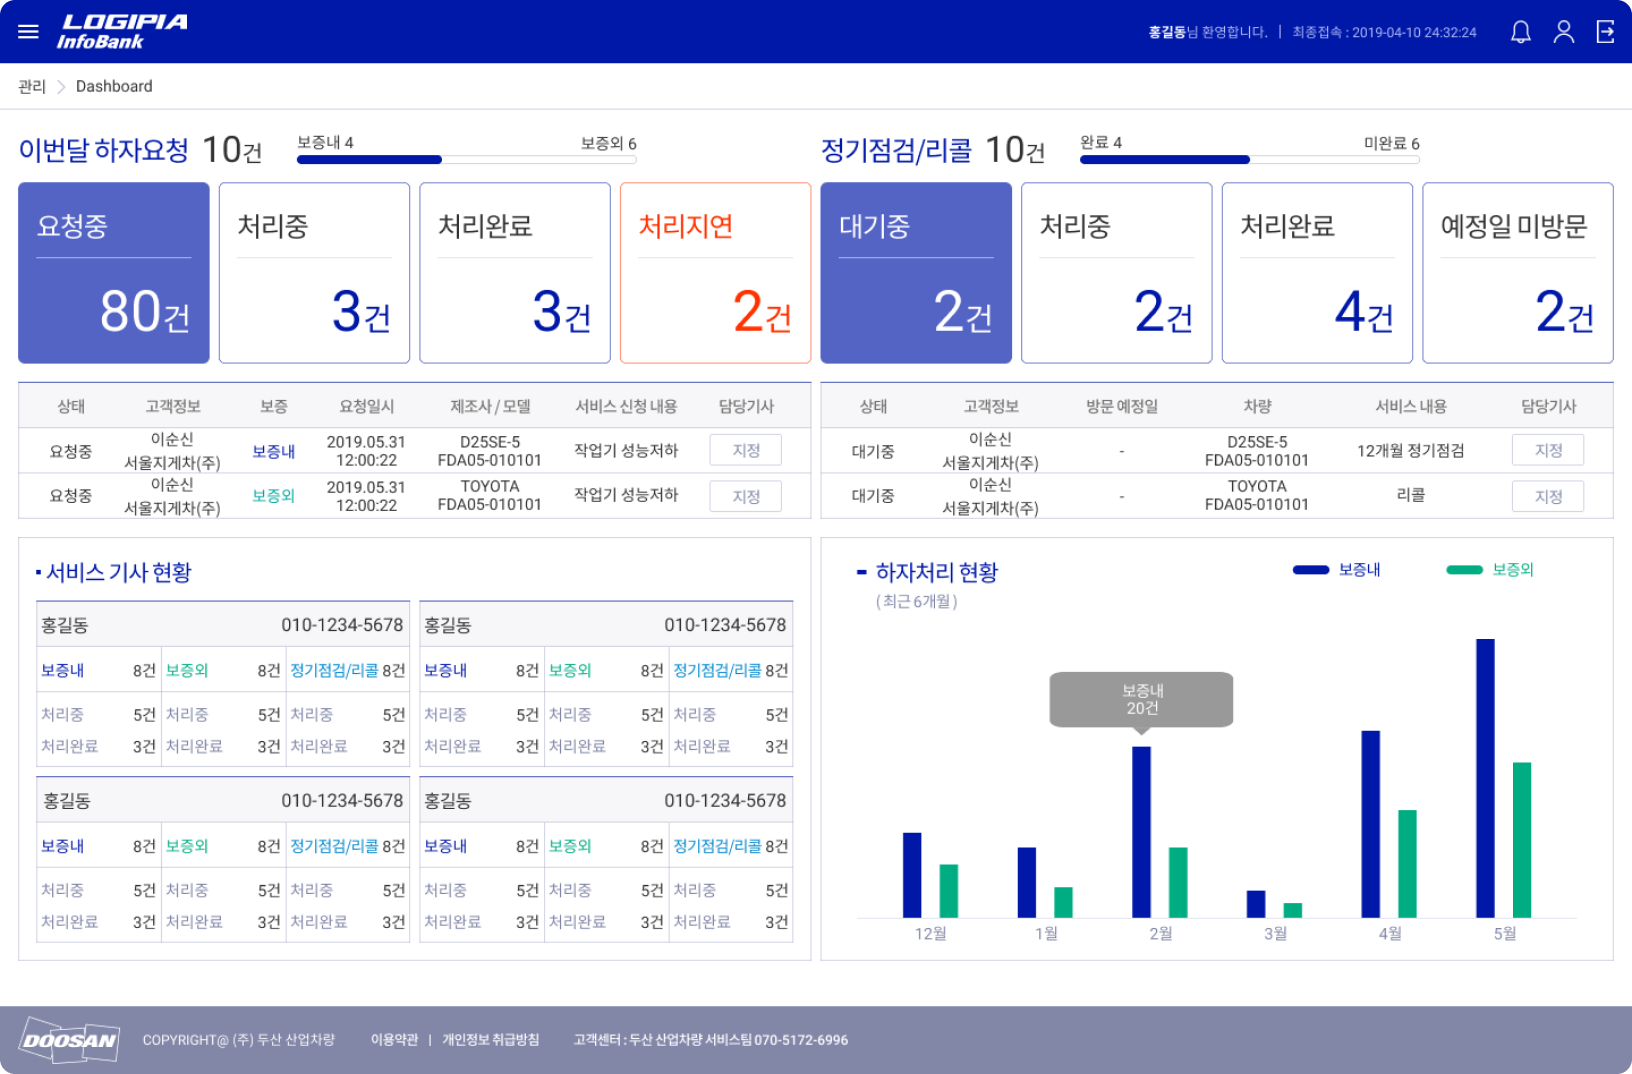 LOGIPIA
InfoBank
홍길동님 환영합니다. | 최종접속 : 2019-04-10 24:32:24
관리 > Dashboard
이번달 하자요청 10건
보증내 4 보증외 6
정기점검/리콜 10건
완료 4 미완료 6
요청중
80건
처리중
3건
처리완료
3건
처리지연
2건
대기중
2건
처리중
2건
처리완료
4건
예정일 미방문
2건
상태 고객정보 보증 요청일시 제조사 / 모델 서비스 신청 내용 담당기사
요청중 이순신 서울지게차(주) 보증내 2019.05.31 12:00:22 D25SE-5 FDA05-010101 작업기 성능저하 지정
요청중 이순신 서울지게차(주) 보증외 2019.05.31 12:00:22 TOYOTA FDA05-010101 작업기 성능저하 지정
상태 고객정보 방문 예정일 차량 서비스 내용 담당기사
대기중 이순신 서울지게차(주) - D25SE-5 FDA05-010101 12개월 정기점검 지정
대기중 이순신 서울지게차(주) - TOYOTA FDA05-010101 리콜 지정
서비스 기사 현황
홍길동 010-1234-5678
보증내 8건 보증외 8건 정기점검/리콜 8건
처리중 5건 처리중 5건 처리중 5건
처리완료 3건 처리완료 3건 처리완료 3건
홍길동 010-1234-5678
보증내 8건 보증외 8건 정기점검/리콜 8건
처리중 5건 처리중 5건 처리중 5건
처리완료 3건 처리완료 3건 처리완료 3건
홍길동 010-1234-5678
보증내 8건 보증외 8건 정기점검/리콜 8건
처리중 5건 처리중 5건 처리중 5건
처리완료 3건 처리완료 3건 처리완료 3건
홍길동 010-1234-5678
보증내 8건 보증외 8건 정기점검/리콜 8건
처리중 5건 처리중 5건 처리중 5건
처리완료 3건 처리완료 3건 처리완료 3건
하자처리 현황
( 최근 6개월 )
보증내 보증외
보증내
20건
12월 1월 2월 3월 4월 5월
DOOSAN
COPYRIGHT@ (주) 두산 산업차량 이용약관 | 개인정보 취급방침 고객센터 : 두산 산업차량 서비스팀 070-5172-6996